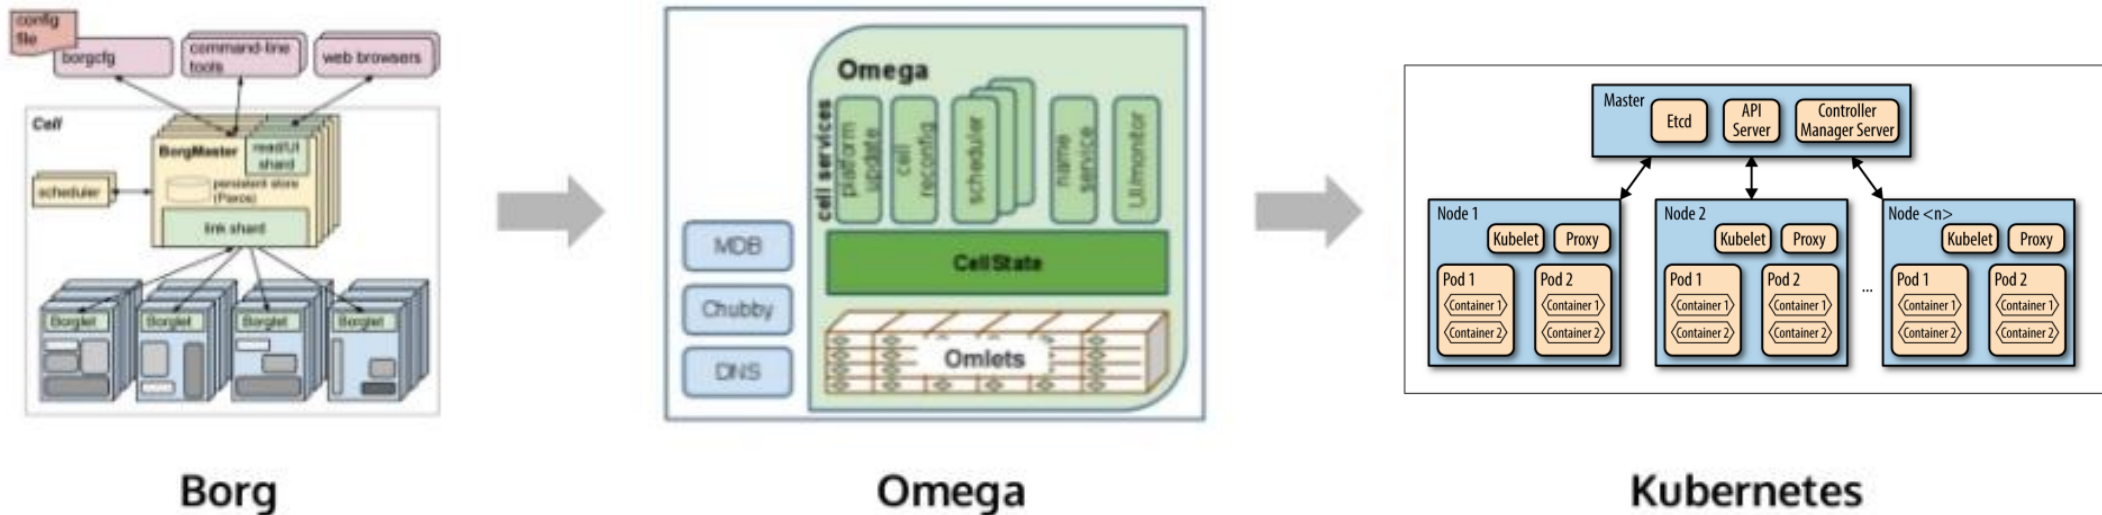 config
file
borgcfg
command-line
tools
web browsers
Cell
BorgMaster
read/UI
shard
scheduler
persistent store
(Paxos)
link shard
Borglet
Borglet
Borglet
Borglet
Borg
Omega
cell services
platform
update
cell
reconfig
scheduler
name
service
UI/monitor
MDB
Chubby
DNS
CellState
Omlets
Omega
Master
Etcd
API
Server
Controller
Manager Server
Node 1
Kubelet
Proxy
Pod 1
Container 1
Container 2
Pod 2
Container 1
Container 2
Node 2
Kubelet
Proxy
Pod 1
Container 1
Container 2
Pod 2
Container 1
Container 2
...
Node <n>
Kubelet
Proxy
Pod 1
Container 1
Container 2
Pod 2
Container 1
Container 2
Kubernetes